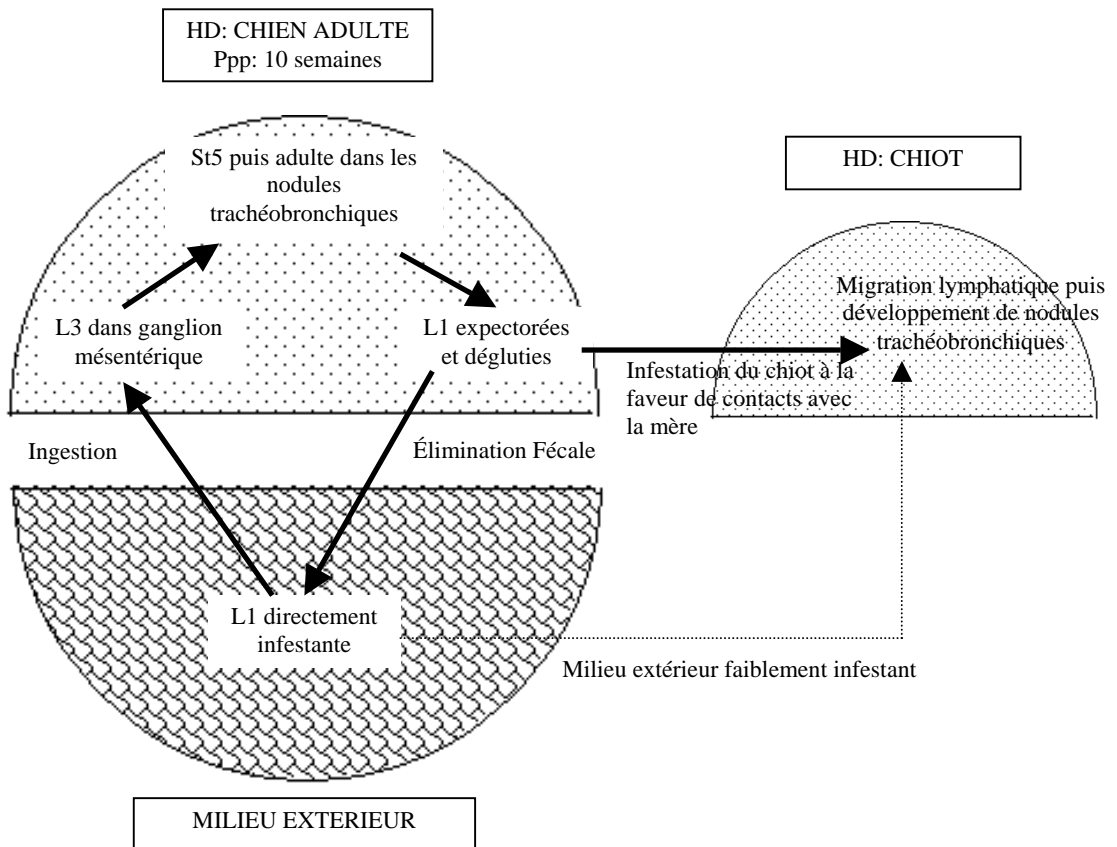 HD: CHIEN ADULTE
Ppp: 10 semaines
St5 puis adulte dans les
nodules
trachéobronchiques
HD: CHIOT
L3 dans ganglion
mésentérique
L1 expectorées
et dégluties
Migration lymphatique puis
développement de nodules
trachéobronchiques
Infestation du chiot à la
faveur de contacts avec
la mère
Ingestion
Élimination Fécale
L1 directement
infestante
Milieu extérieur faiblement infestant
MILIEU EXTERIEUR